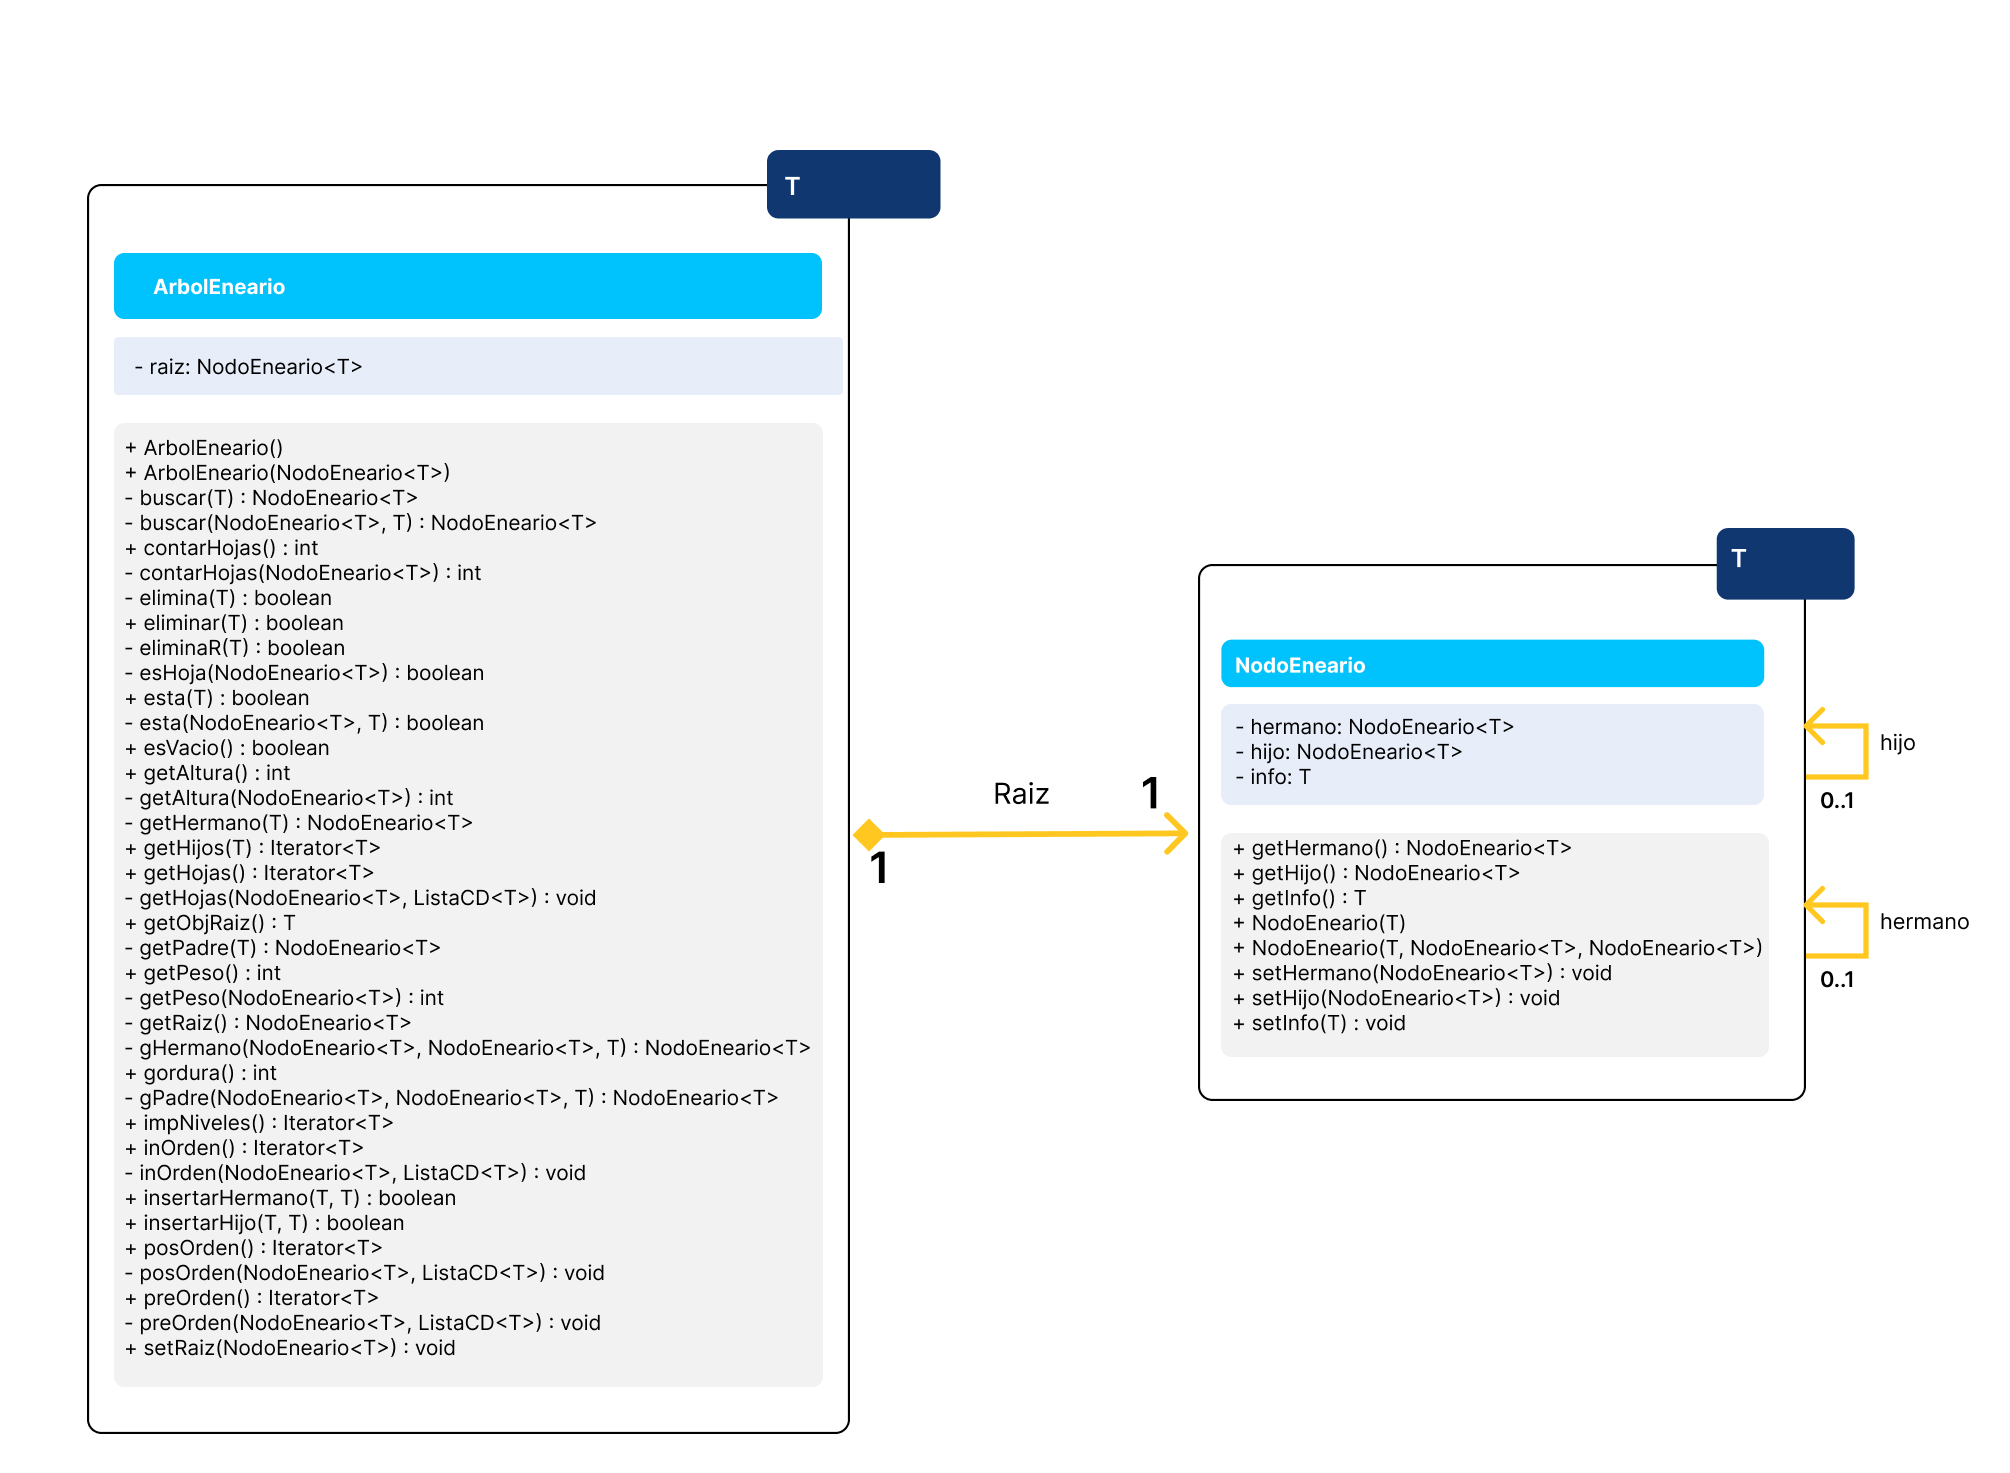 T
ArbolEneario
- raiz: NodoEneario<T>
+ ArbolEneario()
+ ArbolEneario(NodoEneario<T>)
- buscar(T) : NodoEneario<T>
- buscar(NodoEneario<T>, T) : NodoEneario<T>
+ contarHojas() : int
- contarHojas(NodoEneario<T>) : int
- elimina(T) : boolean
+ eliminar(T) : boolean
- eliminaR(T) : boolean
- esHoja(NodoEneario<T>) : boolean
+ esta(T) : boolean
- esta(NodoEneario<T>, T) : boolean
+ esVacio() : boolean
+ getAltura() : int
- getAltura(NodoEneario<T>) : int
- getHermano(T) : NodoEneario<T>
+ getHijos(T) : Iterator<T>
+ getHojas() : Iterator<T>
- getHojas(NodoEneario<T>, ListaCD<T>) : void
+ getObjRaiz() : T
- getPadre(T) : NodoEneario<T>
+ getPeso() : int
- getPeso(NodoEneario<T>) : int
- getRaiz() : NodoEneario<T>
- gHermano(NodoEneario<T>, NodoEneario<T>, T) : NodoEneario<T>
+ gordura() : int
- gPadre(NodoEneario<T>, NodoEneario<T>, T) : NodoEneario<T>
+ impNiveles() : Iterator<T>
+ inOrden() : Iterator<T>
- inOrden(NodoEneario<T>, ListaCD<T>) : void
+ insertarHermano(T, T) : boolean
+ insertarHijo(T, T) : boolean
+ posOrden() : Iterator<T>
- posOrden(NodoEneario<T>, ListaCD<T>) : void
+ preOrden() : Iterator<T>
- preOrden(NodoEneario<T>, ListaCD<T>) : void
+ setRaiz(NodoEneario<T>) : void
Raiz
1
1
T
NodoEneario
- hermano: NodoEneario<T>
- hijo: NodoEneario<T>
- info: T
+ getHermano() : NodoEneario<T>
+ getHijo() : NodoEneario<T>
+ getInfo() : T
+ NodoEneario(T)
+ NodoEneario(T, NodoEneario<T>, NodoEneario<T>)
+ setHermano(NodoEneario<T>) : void
+ setHijo(NodoEneario<T>) : void
+ setInfo(T) : void
hijo
0..1
hermano
0..1